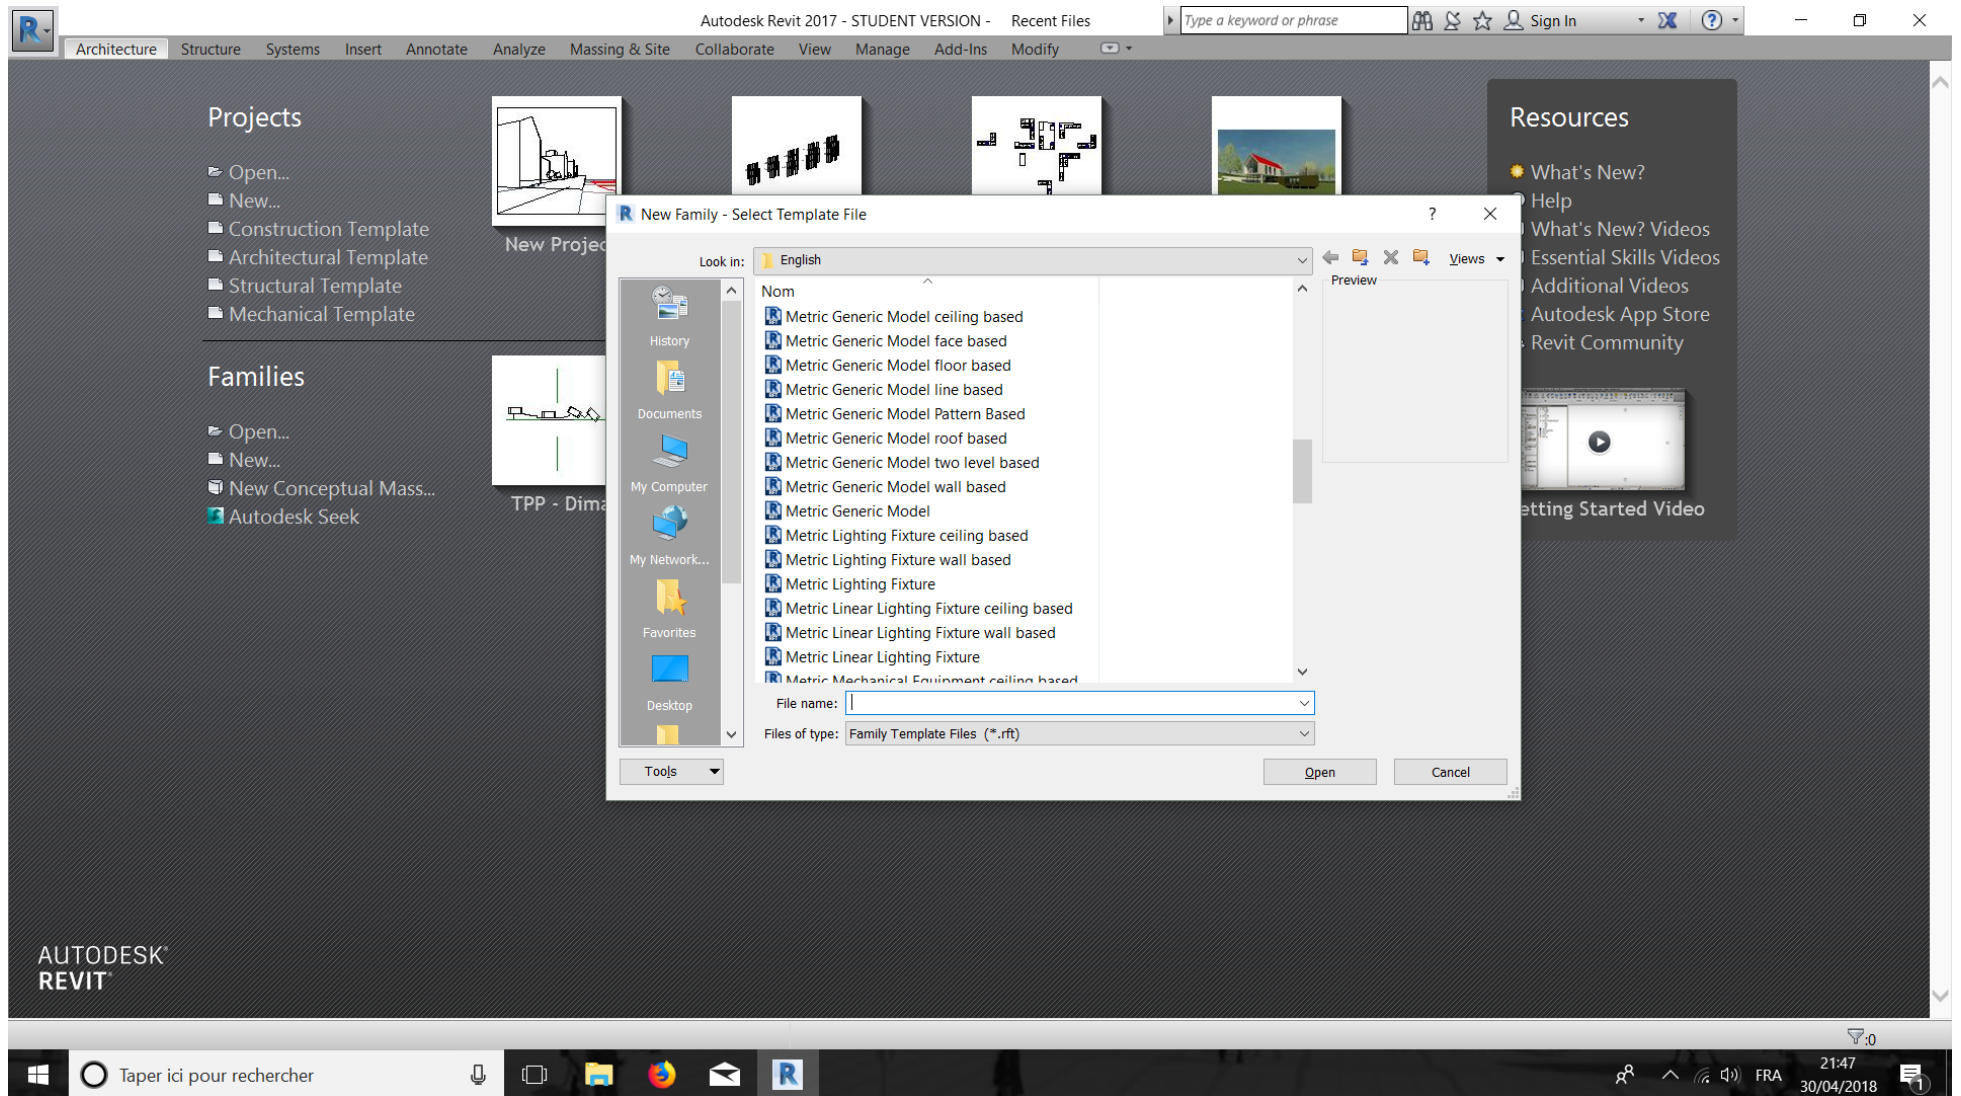 Autodesk Revit 2017 - STUDENT VERSION - Recent Files
Type a keyword or phrase
Sign In
Architecture Structure Systems Insert Annotate Analyze Massing & Site Collaborate View Manage Add-Ins Modify
Projects
Open...
New...
Construction Template
Architectural Template
Structural Template
Mechanical Template
New Projec
Families
Open...
New...
New Conceptual Mass...
Autodesk Seek
TPP - Dima
New Family - Select Template File
Look in: English
Views
History
Documents
My Computer
My Network...
Favorites
Desktop
Nom
Metric Generic Model ceiling based
Metric Generic Model face based
Metric Generic Model floor based
Metric Generic Model line based
Metric Generic Model Pattern Based
Metric Generic Model roof based
Metric Generic Model two level based
Metric Generic Model wall based
Metric Generic Model
Metric Lighting Fixture ceiling based
Metric Lighting Fixture wall based
Metric Lighting Fixture
Metric Linear Lighting Fixture ceiling based
Metric Linear Lighting Fixture wall based
Metric Linear Lighting Fixture
Metric Mechanical Equipment ceiling based
Preview
File name:
Files of type: Family Template Files (*.rft)
Tools
Open
Cancel
Resources
What's New?
Help
What's New? Videos
Essential Skills Videos
Additional Videos
Autodesk App Store
Revit Community
etting Started Video
AUTODESK®
REVIT®
:0
Taper ici pour rechercher
FRA
21:47
30/04/2018
1